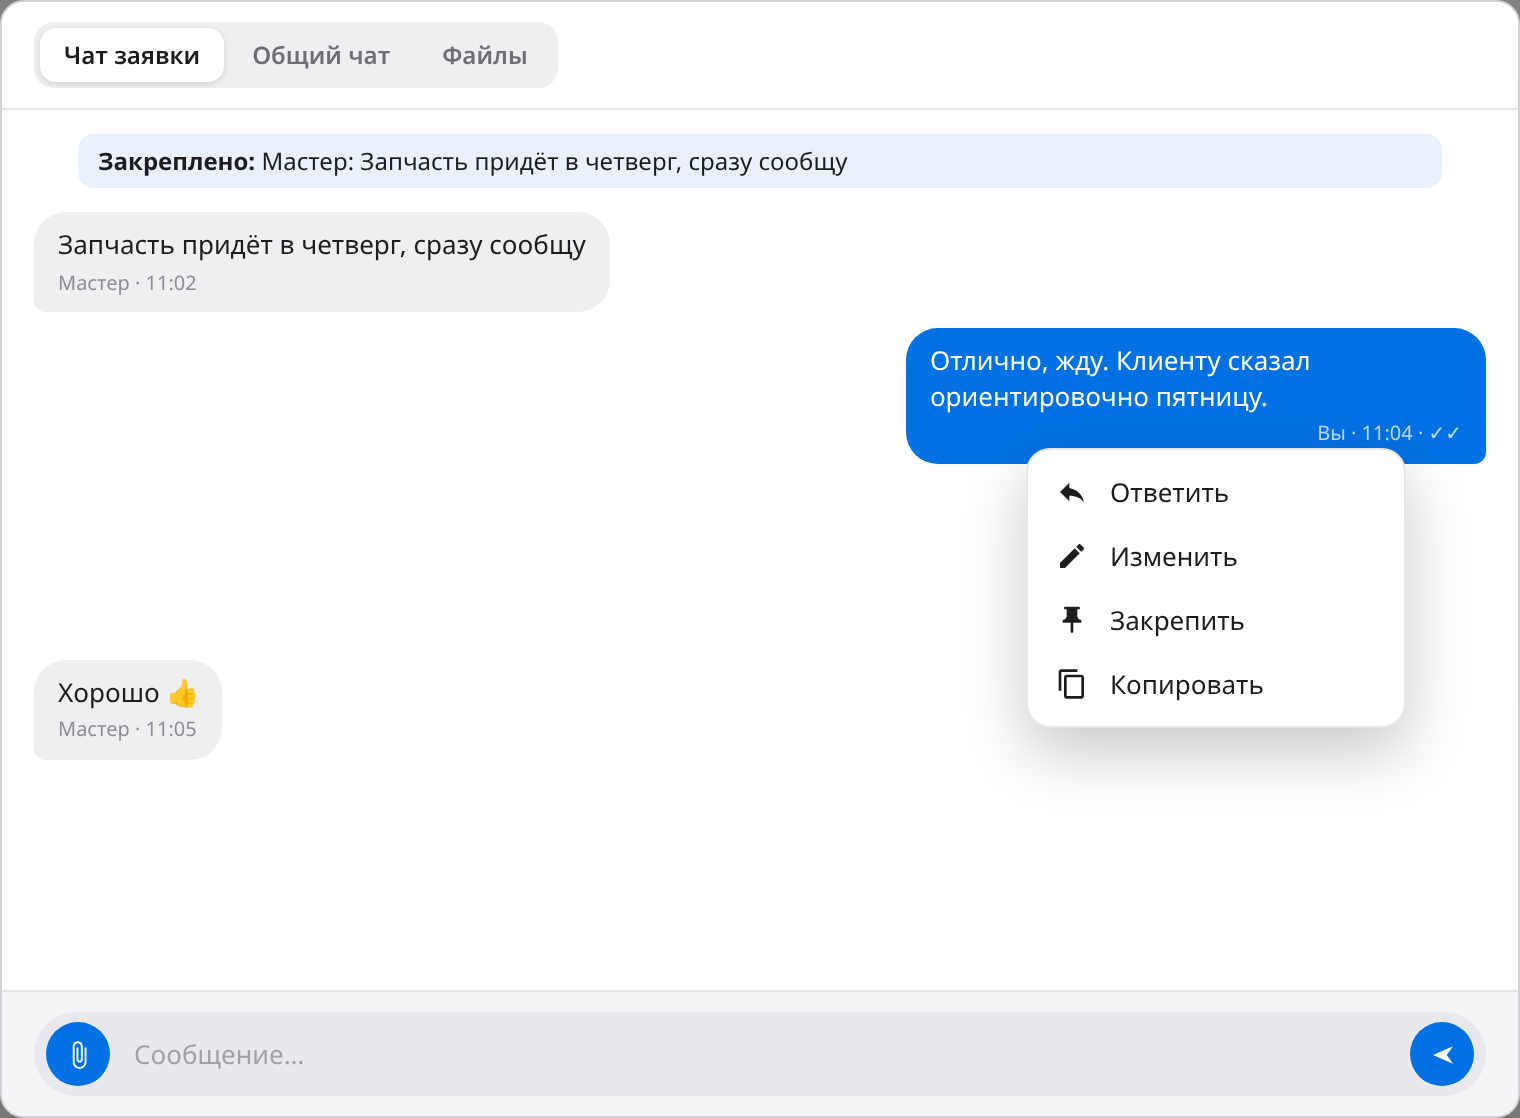 Чат заявки Общий чат Файлы
Закреплено: Мастер: Запчасть придёт в четверг, сразу сообщу
Запчасть придёт в четверг, сразу сообщу
Мастер · 11:02
Отлично, жду. Клиенту сказал
ориентировочно пятницу.
Вы · 11:04 · ✓✓
Ответить
Изменить
Закрепить
Копировать
Хорошо 👍
Мастер · 11:05
Сообщение...